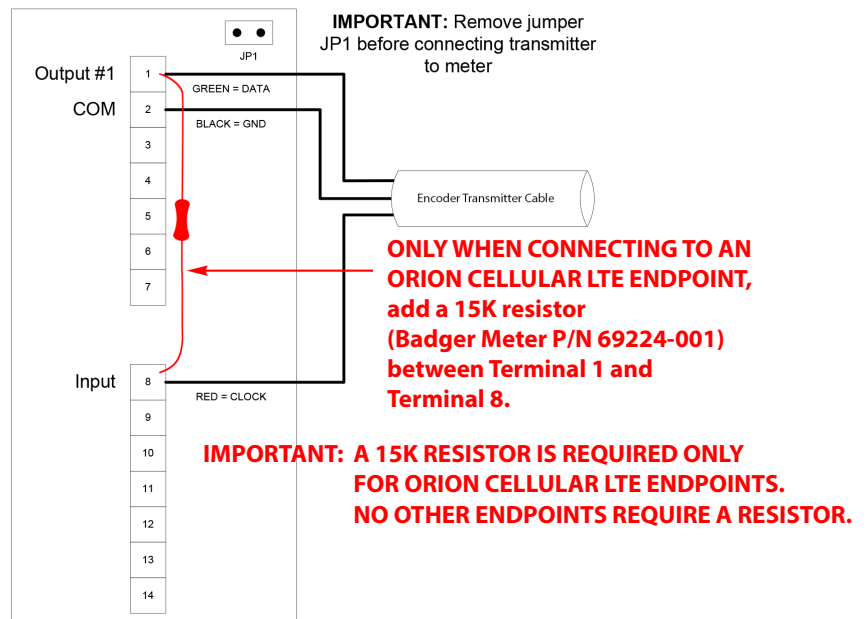 IMPORTANT: Remove jumper
JP1 before connecting transmitter
to meter
JP1
Output #1
1
GREEN = DATA
COM
2
BLACK = GND
3
4
5
6
7
Encoder Transmitter Cable
ONLY WHEN CONNECTING TO AN
ORION CELLULAR LTE ENDPOINT,
add a 15K resistor
(Badger Meter P/N 69224-001)
between Terminal 1 and
Terminal 8.
Input
8
RED = CLOCK
9
10
11
12
13
14
IMPORTANT: A 15K RESISTOR IS REQUIRED ONLY
FOR ORION CELLULAR LTE ENDPOINTS.
NO OTHER ENDPOINTS REQUIRE A RESISTOR.